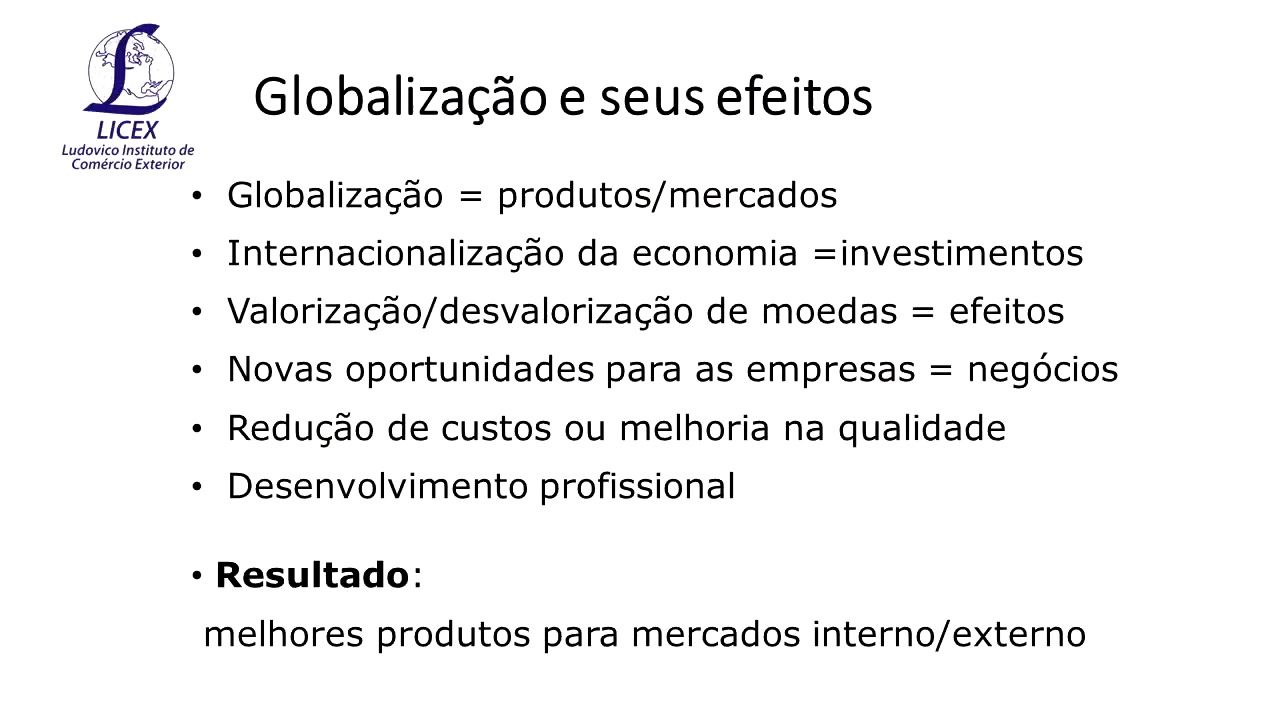 LICEX
Ludovico Instituto de
Comércio Exterior
Globalização e seus efeitos
• Globalização = produtos/mercados
• Internacionalização da economia =investimentos
• Valorização/desvalorização de moedas = efeitos
• Novas oportunidades para as empresas = negócios
• Redução de custos ou melhoria na qualidade
• Desenvolvimento profissional
• Resultado:
melhores produtos para mercados interno/externo